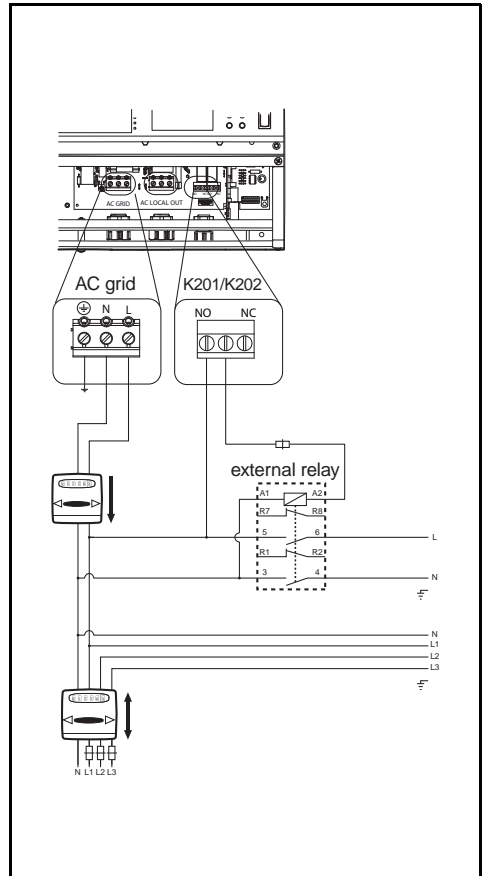 AC GRID AC LOCAL OUT
AC grid
N L
K201/K202
NO NC
external relay
A1 A2
R7 R8
5 6
L
R1 R2
3 4
N
N
L1
L2
L3
N L1 L2 L3